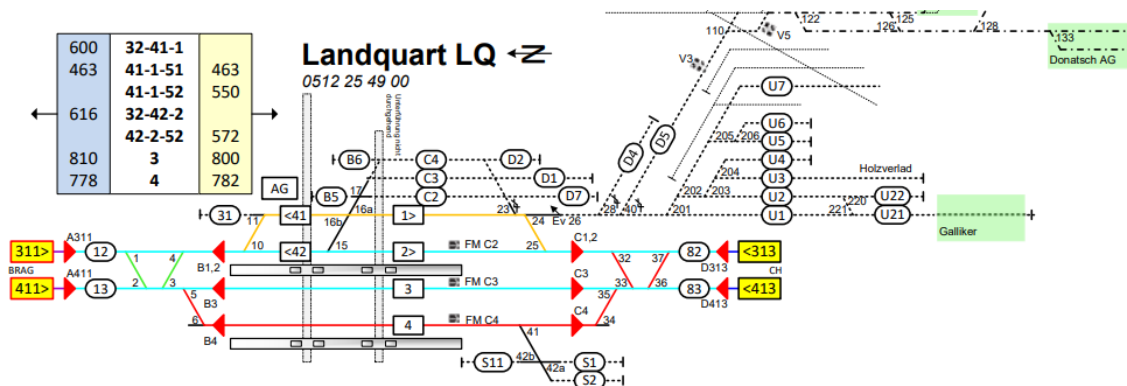 600 32-41-1
463 41-1-51 463
41-1-52 550
616 32-42-2
42-2-52 572
810 3 800
778 4 782
Landquart LQ N
0512 25 49 00
Unterführung nicht
durchgehend
110
V3
V5
122
126
125
128
133
Donatsch AG
U7
U6
205
206
U5
U4
204
U3
Holzverlad
202
203
U2
U22
220
221
201
U1
U21
Galliker
D4
D5
28
40
B6
C4
D2
C3
D1
B5
17
C2
D7
AG
31
11
<41
16b
16a
1>
23
24
Ev 26
10
<42
15
2>
FM C2
25
C1,2
311>
A311
12
1
4
B1,2
32
37
82
D313
<313
BRAG
CH
411>
A411
13
2
3
B3
3
FM C3
C3
33
36
83
D413
<413
5
6
B4
4
FM C4
C4
35
34
41
S11
42b
42a
S1
S2